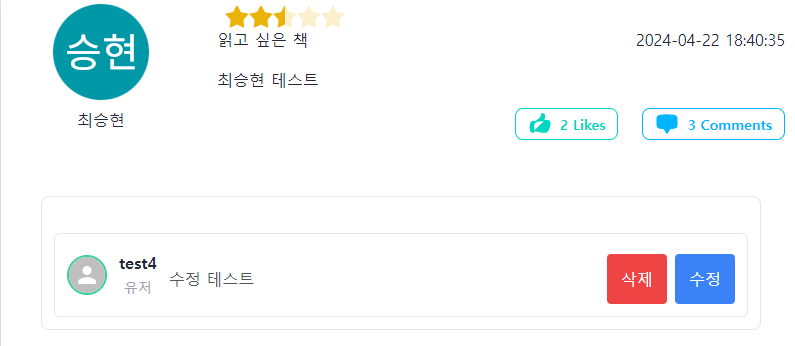 승현
최승현
읽고 싶은 책
2024-04-22 18:40:35
최승현 테스트
2 Likes
3 Comments
test4
유저
수정 테스트
삭제
수정